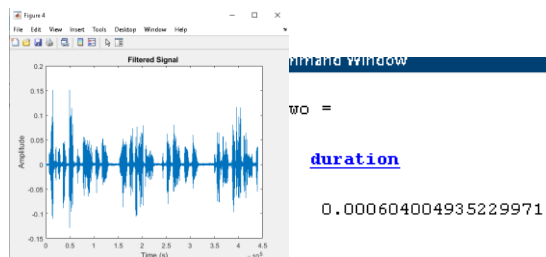 Figure 4
File Edit View Insert Tools Desktop Window Help
Filtered Signal
0.2
0.15
0.1
0.05
0
-0.05
-0.1
-0.15
Amplitude
0 0.5 1 1.5 2 2.5 3 3.5 4 4.5
Time (s)
Window
wo =
duration
0.000604004935229971